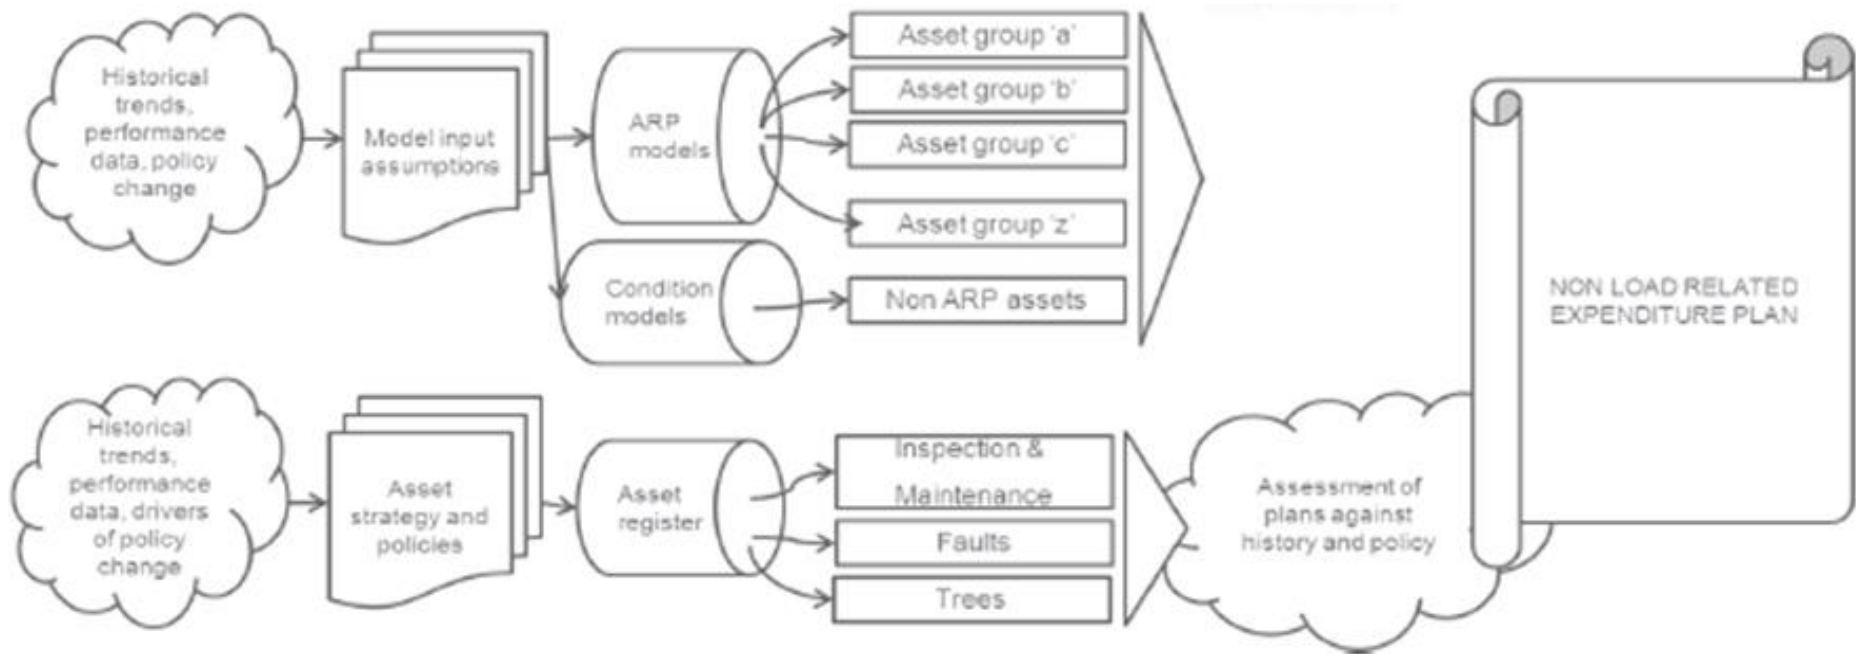 Historical
trends,
performance
data, policy
change
Model input
assumptions
ARP
models
Asset group 'a'
Asset group 'b'
Asset group 'c'
Asset group 'z'
Condition
models
Non ARP assets
NON LOAD RELATED
EXPENDITURE PLAN
Historical
trends,
performance
data, drivers
of policy
change
Asset
strategy and
policies
Asset
register
Inspection &
Maintenance
Faults
Trees
Assessment of
plans against
history and policy